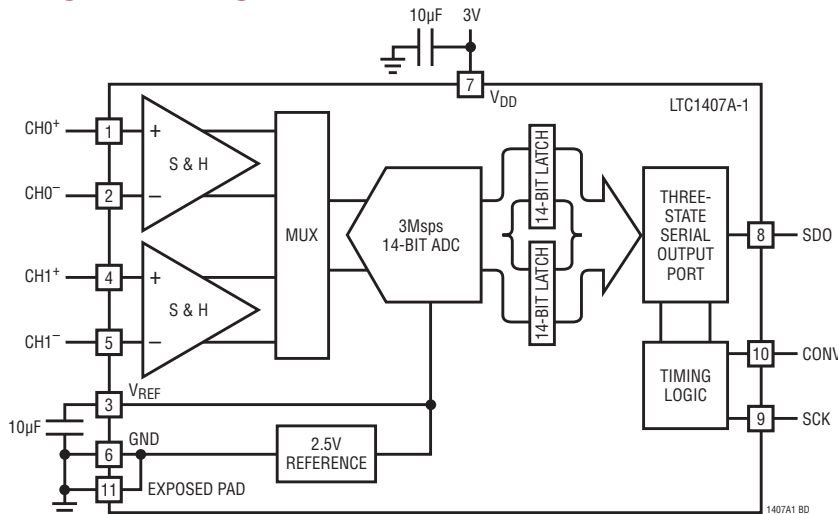 10µF
3V
7
VDD
LTC1407A-1
CH0+
1
+
S & H
CH0–
2
–
MUX
3Msps
14-BIT ADC
14-BIT LATCH
14-BIT LATCH
THREE-
STATE
SERIAL
OUTPUT
PORT
8
SDO
CH1+
4
+
S & H
CH1–
5
–
10
CONV
TIMING
LOGIC
9
SCK
3
VREF
10µF
6
GND
2.5V
REFERENCE
11
EXPOSED PAD
1407A1 BD